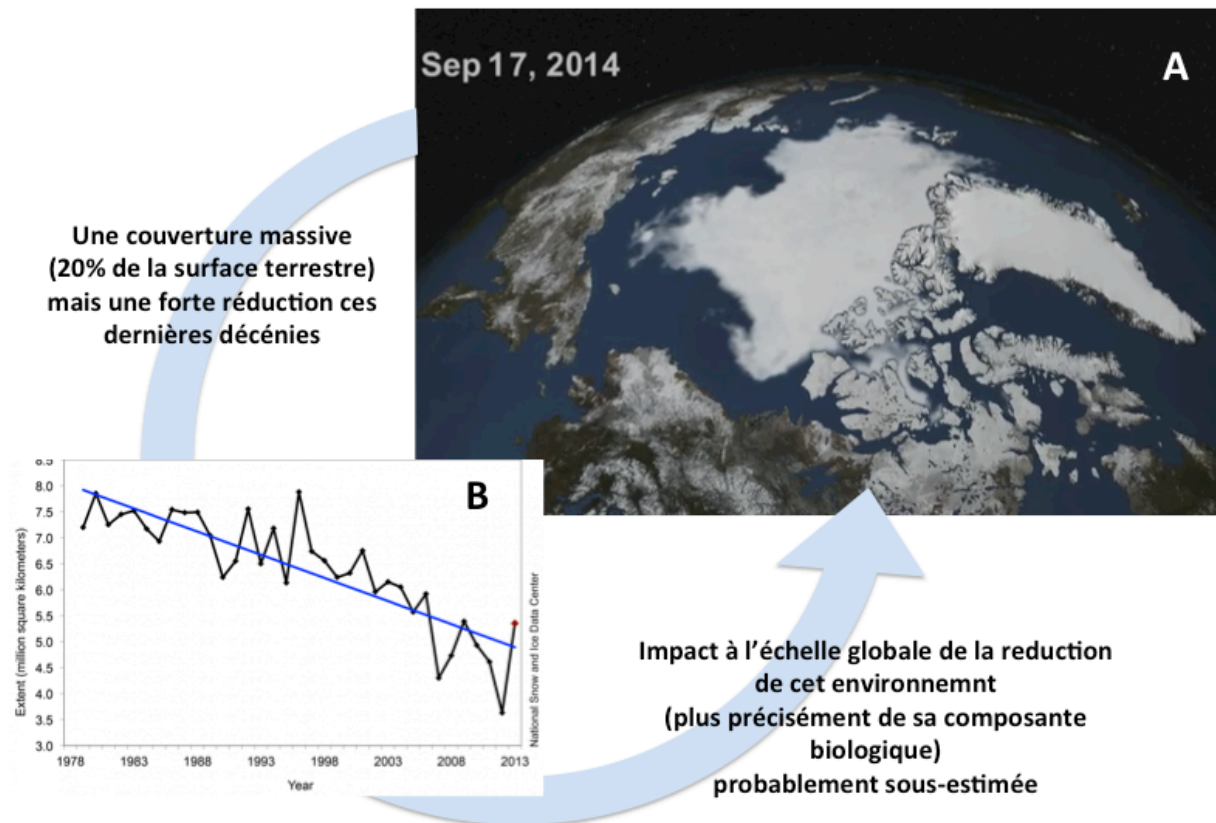 Sep 17, 2014
A
Une couverture massive
(20% de la surface terrestre)
mais une forte réduction ces
dernières décénies
B
8.5
8.0
7.5
7.0
6.5
6.0
5.5
5.0
4.5
4.0
3.5
3.0
Extent (million square kilometers)
1978 1983 1988 1993 1998 2003 2008 2013
Year
National Snow and Ice Data Center
Impact à l’échelle globale de la reduction
de cet environnemnt
(plus précisément de sa composante
biologique)
probablement sous-estimée